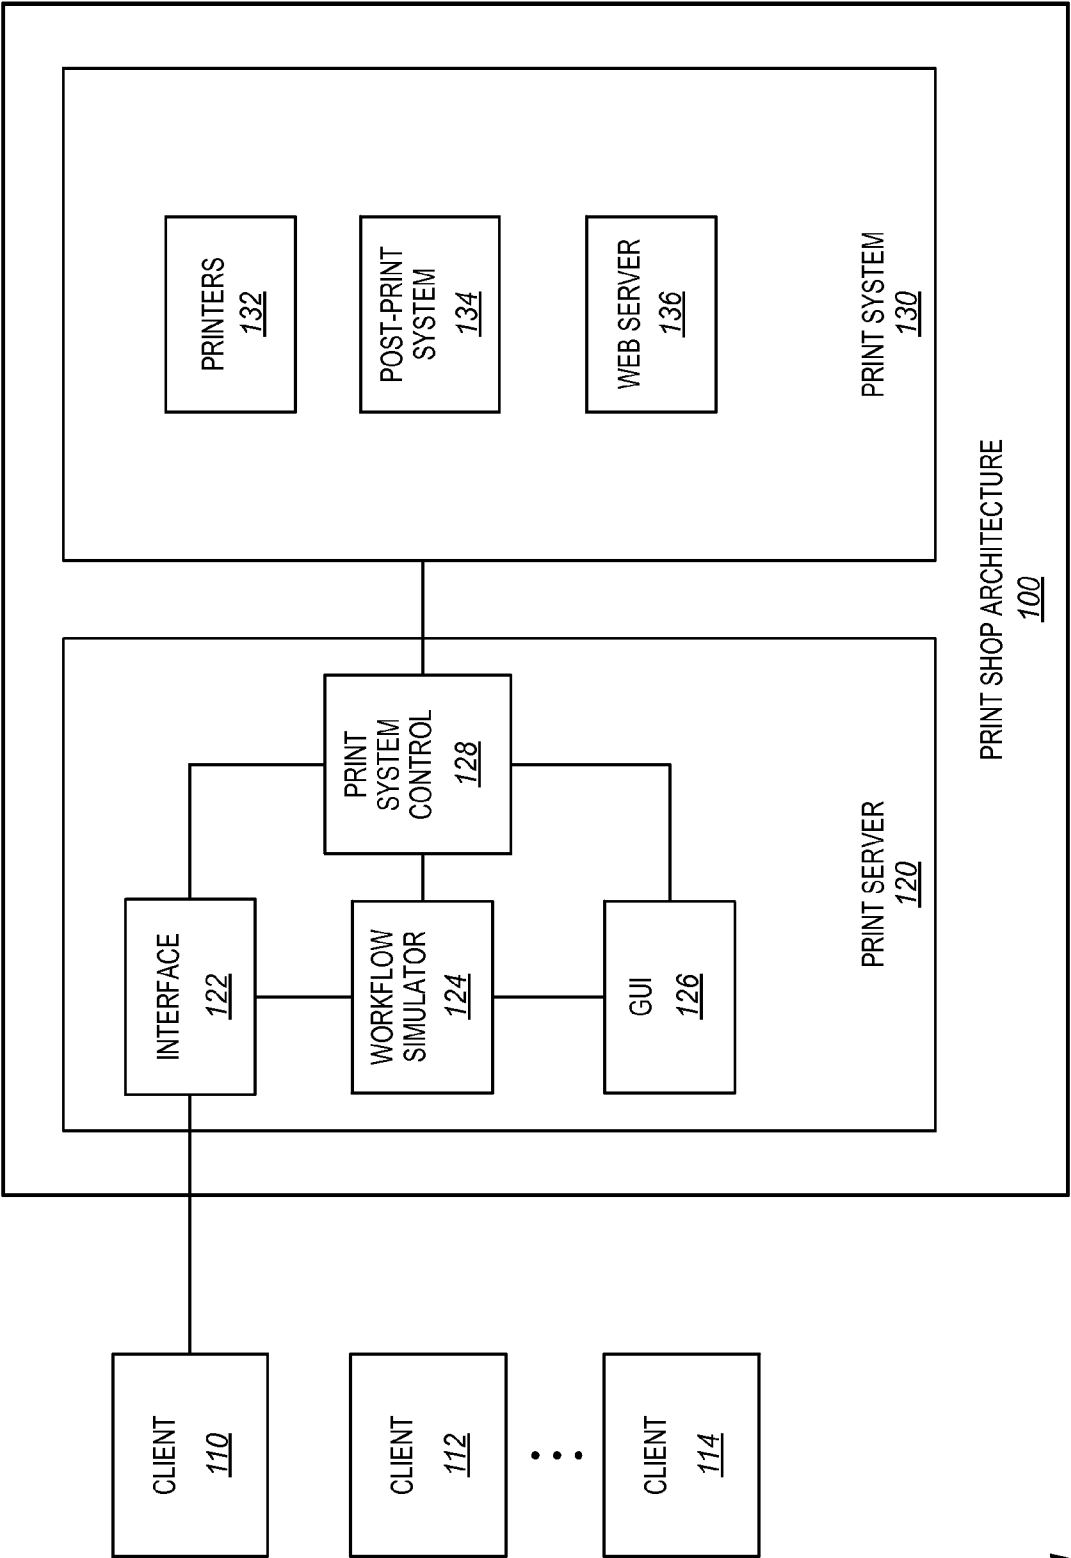 CLIENT
110
CLIENT
112
CLIENT
114
INTERFACE
122
WORKFLOW
SIMULATOR
124
GUI
126
PRINT
SYSTEM
CONTROL
128
PRINT SERVER
120
PRINTERS
132
POST-PRINT
SYSTEM
134
WEB SERVER
136
PRINT SYSTEM
130
PRINT SHOP ARCHITECTURE
100